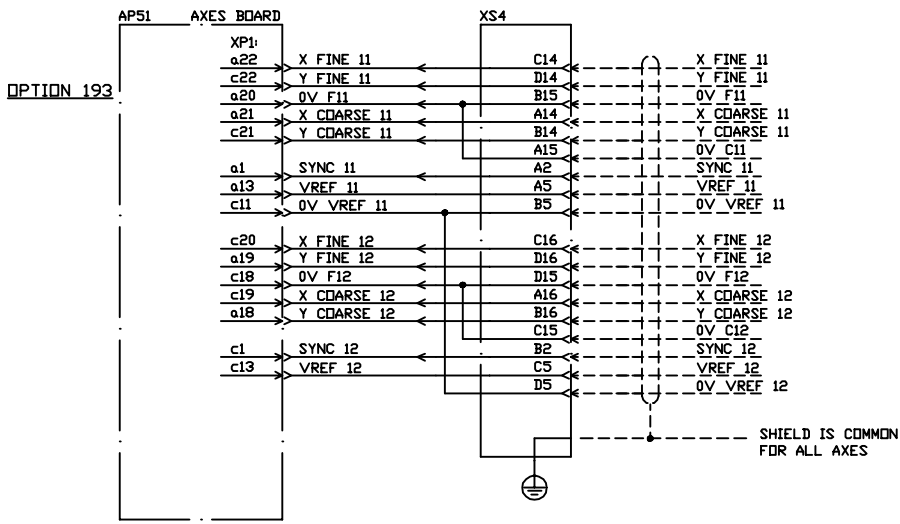 AP51 AXES BOARD XS4
XP1:
a22 X FINE 11 C14 X FINE 11
c22 Y FINE 11 D14 Y FINE 11
OPTION 193
a20 0V F11 B15 0V F11
a21 X COARSE 11 A14 X COARSE 11
c21 Y COARSE 11 B14 Y COARSE 11
A15 0V C11
a1 SYNC 11 A2 SYNC 11
a13 VREF 11 A5 VREF 11
c11 0V VREF 11 B5 0V VREF 11
c20 X FINE 12 C16 X FINE 12
a19 Y FINE 12 D16 Y FINE 12
c18 0V F12 D15 0V F12
c19 X COARSE 12 A16 X COARSE 12
a18 Y COARSE 12 B16 Y COARSE 12
C15 0V C12
c1 SYNC 12 B2 SYNC 12
c13 VREF 12 C5 VREF 12
D5 0V VREF 12
SHIELD IS COMMON
FOR ALL AXES